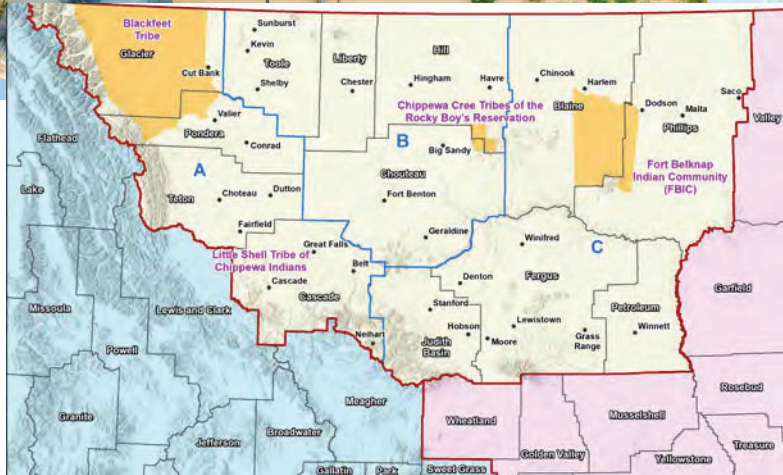 Blackfeet
Tribe
Glacier
Cut Bank
Sunburst
Kevin
Toole
Shelby
Liberty
Chester
Hill
Hingham
Havre
Chinook
Harlem
Blaine
Dodson
Malta
Saco
Phillips
Valley
Chippewa Cree Tribes of the
Rocky Boy's Reservation
Flathead
Valier
Pondera
Conrad
A
B
Big Sandy
Chouteau
Fort Benton
Fort Belknap
Indian Community
(FBIC)
Lake
Teton
Choteau
Dutton
Fairfield
Geraldine
Winifred
C
Little Shell Tribe of
Chippewa Indians
Great Falls
Belt
Cascade
Cascade
Denton
Fergus
Garfield
Missoula
Lewis and Clark
Stanford
Petroleum
Powell
Neihart
Judith
Basin
Hobson
Moore
Lewistown
Grass
Range
Winnett
Meagher
Rosebud
Granite
Wheatland
Musselshell
Jefferson
Broadwater
Golden Valley
Treasure
Yellowstone
Gallatin
Park
Sweet Grass